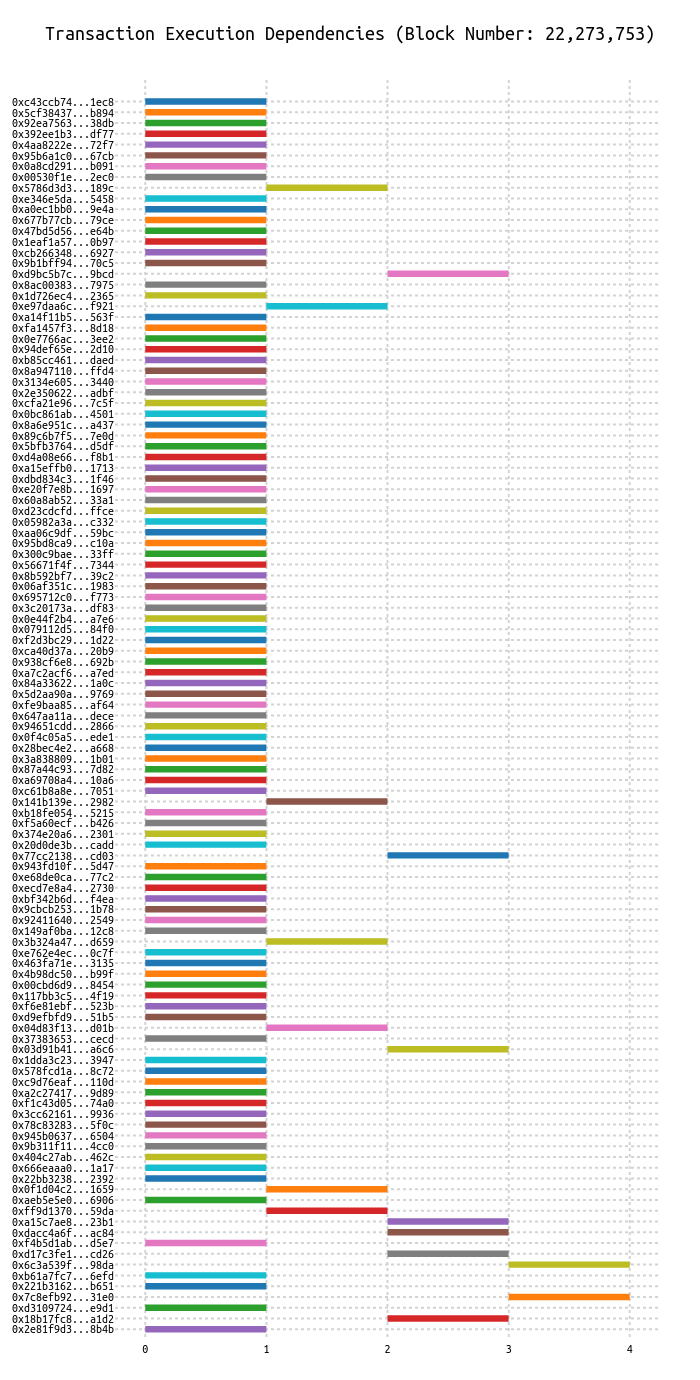 Transaction Execution Dependencies (Block Number: 22,273,753)
0xc43ccb74...1ec8
0x5cf38437...b894
0x92ea7563...38db
0x392ee1b3...df77
0x4aa8222e...72f7
0x95b6a1c0...67cb
0x0a8cd291...b091
0x00530f1e...2ec0
0x5786d3d3...189c
0xe346e5da...5458
0xa0ec1bb0...9e4a
0x677b77cb...79ce
0x47bd5d56...e64b
0x1eaf1a57...0b97
0xcb266348...6927
0x9b1bff94...70c5
0xd9bc5b7c...9bcd
0x8ac00383...7975
0x1d726ec4...2365
0xe97daa6c...f921
0xa14f11b5...563f
0xfa1457f3...8d18
0x0e7766ac...3ee2
0x94def65e...2d10
0xb85cc461...daed
0x8a947110...ffd4
0x3134e605...3440
0x2e350622...adbf
0xcfa21e96...7c5f
0x0bc861ab...4501
0x8a6e951c...a437
0x89c6b7f5...7e0d
0x5bfb3764...d5df
0xd4a08e66...f8b1
0xa15effb0...1713
0xdbd834c3...1f46
0xe20f7e8b...1697
0x60a8ab52...33a1
0xd23cdcfd...ffce
0x05982a3a...c332
0xaa06c9df...59bc
0x95bd8ca9...c10a
0x300c9bae...33ff
0x56671f4f...7344
0x8b592bf7...39c2
0x06af351c...1983
0x695712c0...f773
0x3c20173a...df83
0x0e44f2b4...a7e6
0x079112d5...84f0
0xf2d3bc29...1d22
0xca40d37a...20b9
0x938cf6e8...692b
0xa7c2acf6...a7ed
0x84a33622...1a0c
0x5d2aa90a...9769
0xfe9baa85...af64
0x647aa11a...dece
0x94651cdd...2866
0x0f4c05a5...ede1
0x28bec4e2...a668
0x3a838809...1b01
0x87a44c93...7d82
0xa69708a4...10a6
0xc61b8a8e...7051
0x141b139e...2982
0xb18fe054...5215
0xf5a60ecf...b426
0x374e20a6...2301
0x20d0de3b...cadd
0x77cc2138...cd03
0x943fd10f...5d47
0xe68de0ca...77c2
0xecd7e8a4...2730
0xbf342b6d...f4ea
0x9cbcb253...1b78
0x92411640...2549
0x149af0ba...12c8
0x3b324a47...d659
0xe762e4ec...0c7f
0x463fa71e...3135
0x4b98dc50...b99f
0x00cbd6d9...8454
0x117bb3c5...4f19
0xf6e81ebf...523b
0xd9efbfd9...51b5
0x04d83f13...d01b
0x37383653...cecd
0x03d91b41...a6c6
0x1dda3c23...3947
0x578fcd1a...8c72
0xc9d76eaf...110d
0xa2c27417...9d89
0xf1c43d05...74a0
0x3cc62161...9936
0x78c83283...5f0c
0x945b0637...6504
0x9b311f11...4cc0
0x404c27ab...462c
0x666eaaa0...1a17
0x22bb3238...2392
0x0f1d04c2...1659
0xaeb5e5e0...6906
0xff9d1370...59da
0xa15c7ae8...23b1
0xdacc4a6f...ac84
0xf4b5d1ab...d5e7
0xd17c3fe1...cd26
0x6c3a539f...98da
0xb61a7fc7...6efd
0x221b3162...b651
0x7c8efb92...31e0
0xd3109724...e9d1
0x18b17fc8...a1d2
0x2e81f9d3...8b4b
0 1 2 3 4